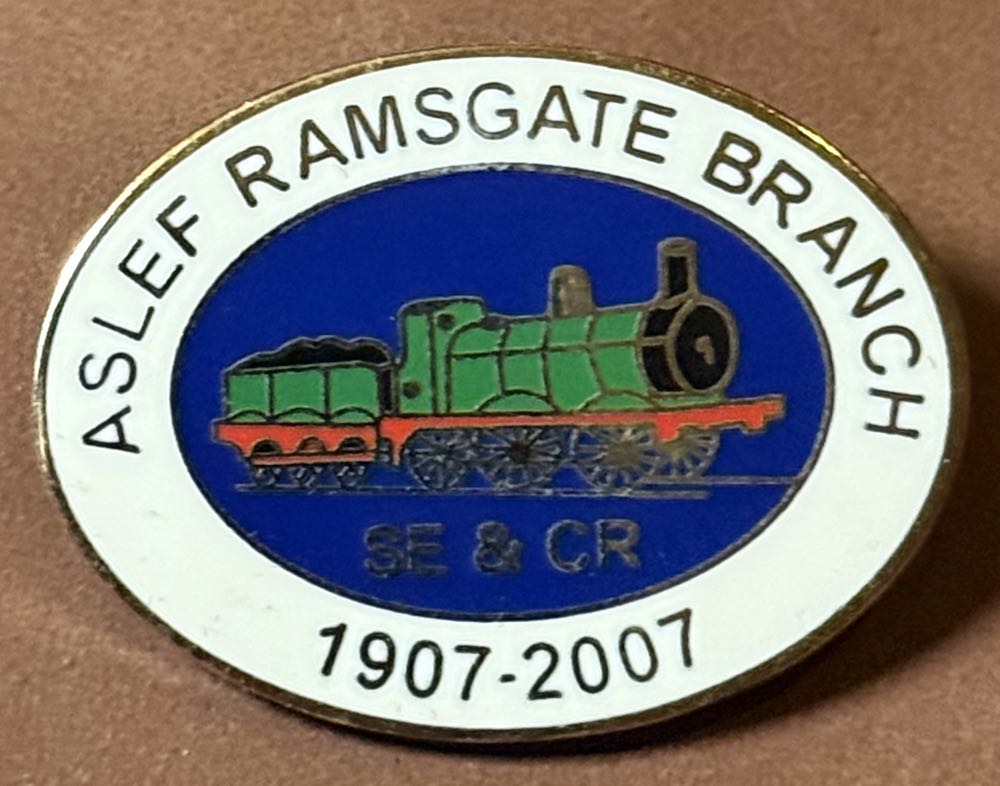 ASLEF RAMSGATE BRANCH
SE & CR
1907-2007